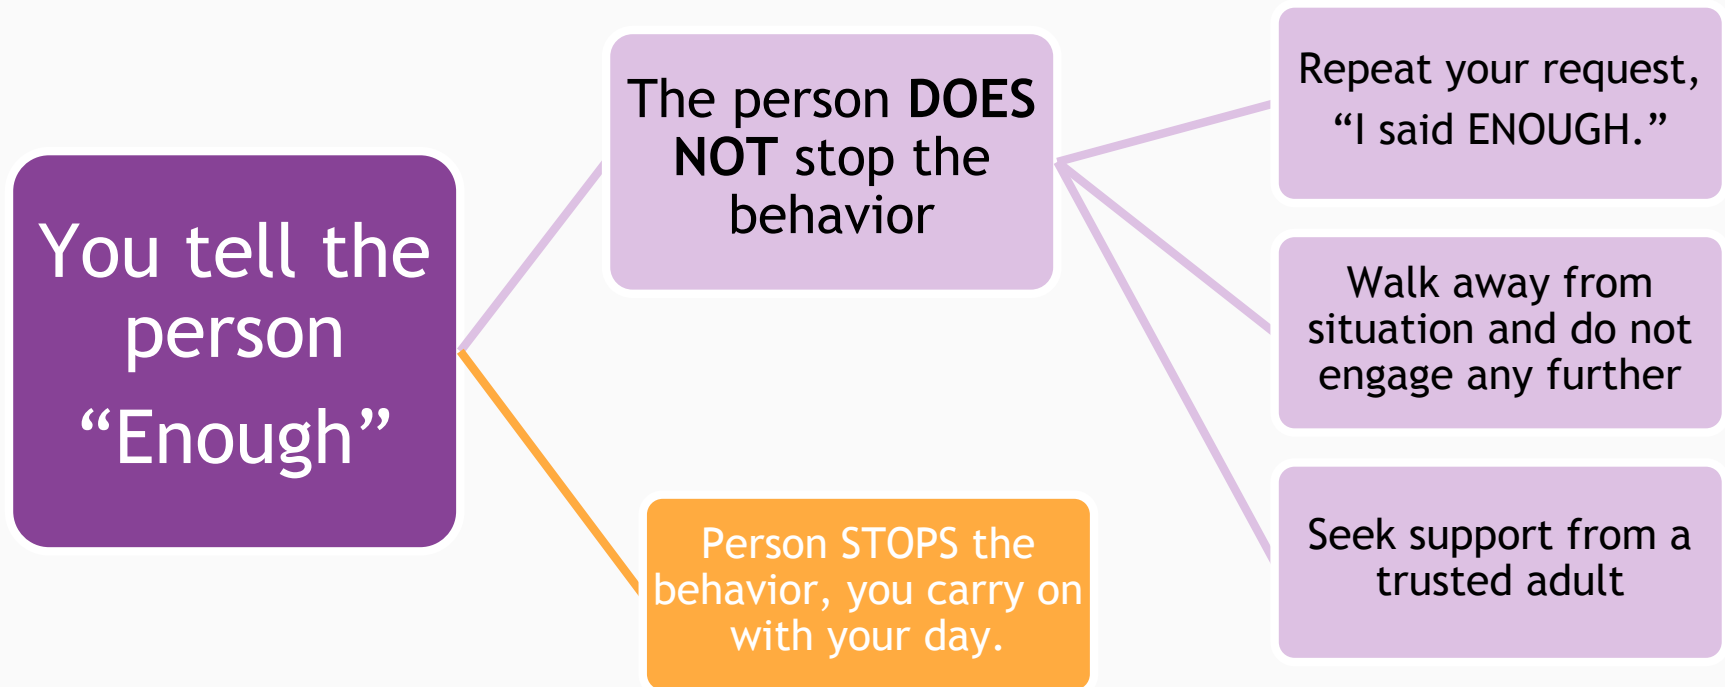 You tell the
person
“Enough”
The person DOES
NOT stop the
behavior
Person STOPS the
behavior, you carry on
with your day.
Repeat your request,
“I said ENOUGH.”
Walk away from
situation and do not
engage any further
Seek support from a
trusted adult